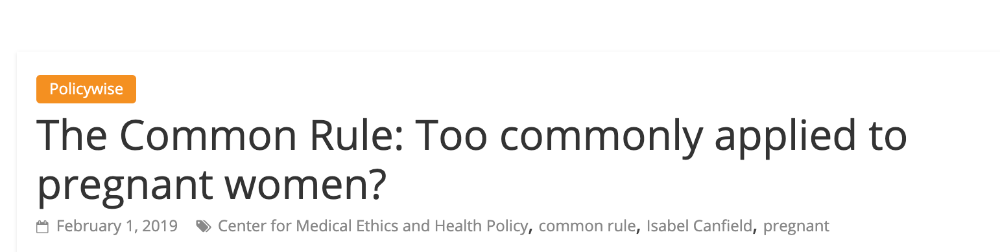 Policywise
The Common Rule: Too commonly applied to
pregnant women?
February 1, 2019 Center for Medical Ethics and Health Policy, common rule, Isabel Canfield, pregnant